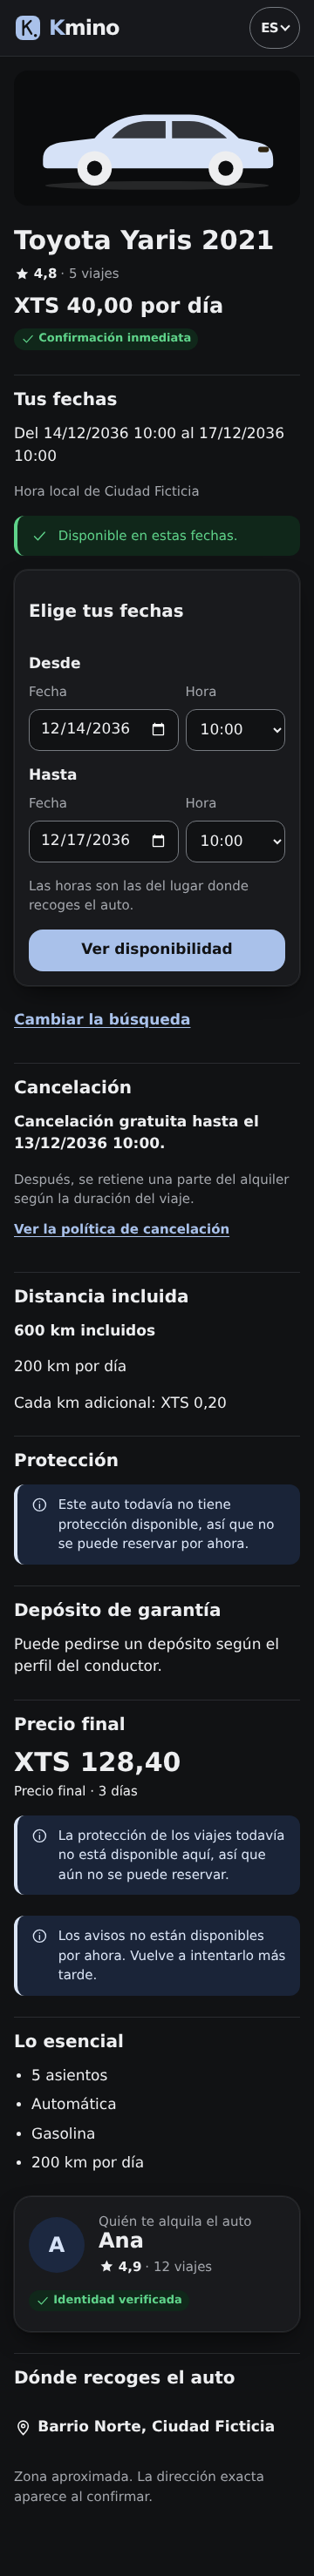 K Kmino
ES
Toyota Yaris 2021
★ 4,8 · 5 viajes
XTS 40,00 por día
Confirmación inmediata
Tus fechas
Del 14/12/2036 10:00 al 17/12/2036
10:00
Hora local de Ciudad Ficticia
Disponible en estas fechas.
Elige tus fechas
Desde
Fecha Hora
12/14/2036 10:00
Hasta
Fecha Hora
12/17/2036 10:00
Las horas son las del lugar donde
recoges el auto.
Ver disponibilidad
Cambiar la búsqueda
Cancelación
Cancelación gratuita hasta el
13/12/2036 10:00.
Después, se retiene una parte del alquiler
según la duración del viaje.
Ver la política de cancelación
Distancia incluida
600 km incluidos
200 km por día
Cada km adicional: XTS 0,20
Protección
Este auto todavía no tiene
protección disponible, así que no
se puede reservar por ahora.
Depósito de garantía
Puede pedirse un depósito según el
perfil del conductor.
Precio final
XTS 128,40
Precio final · 3 días
La protección de los viajes todavía
no está disponible aquí, así que
aún no se puede reservar.
Los avisos no están disponibles
por ahora. Vuelve a intentarlo más
tarde.
Lo esencial
• 5 asientos
• Automática
• Gasolina
• 200 km por día
A
Quién te alquila el auto
Ana
★ 4,9 · 12 viajes
Identidad verificada
Dónde recoges el auto
Barrio Norte, Ciudad Ficticia
Zona aproximada. La dirección exacta
aparece al confirmar.